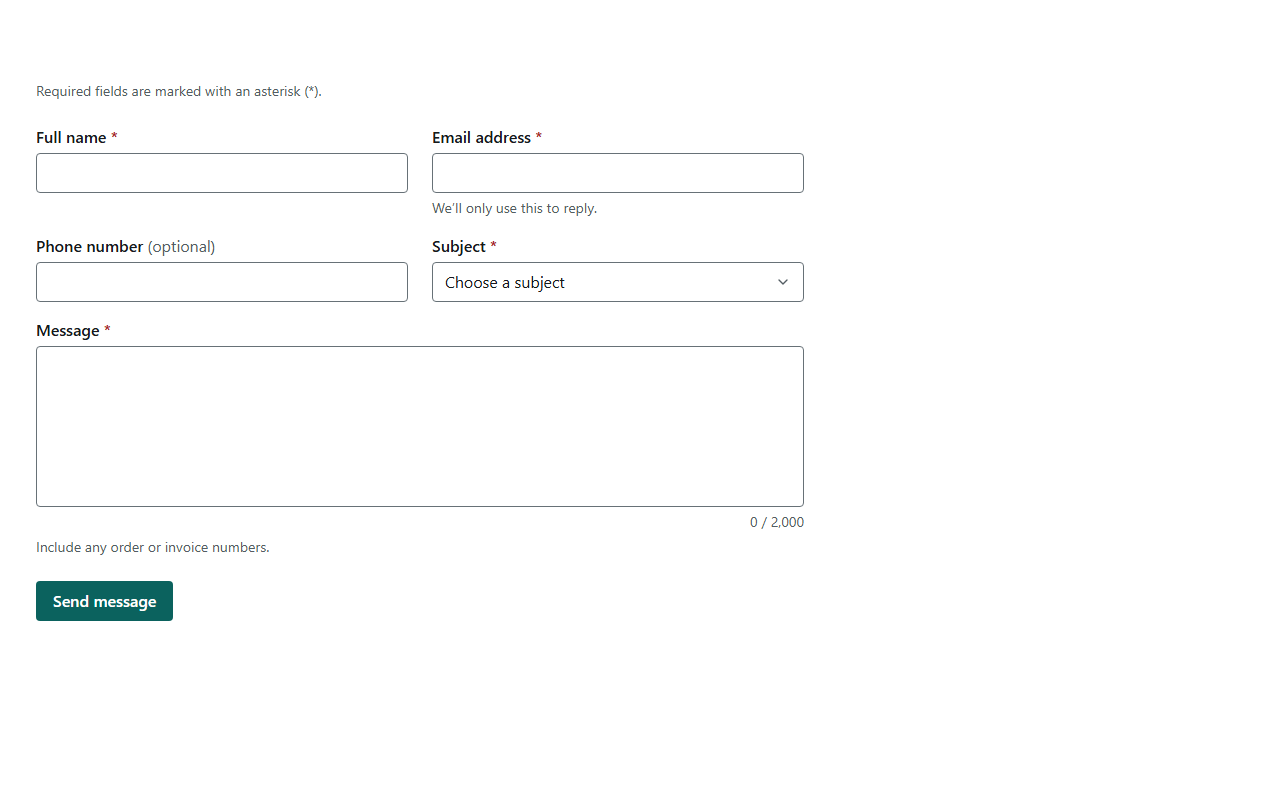 Required fields are marked with an asterisk (*).
Full name *
Email address *
We'll only use this to reply.
Phone number (optional)
Subject *
Choose a subject
Message *
0 / 2,000
Include any order or invoice numbers.
Send message